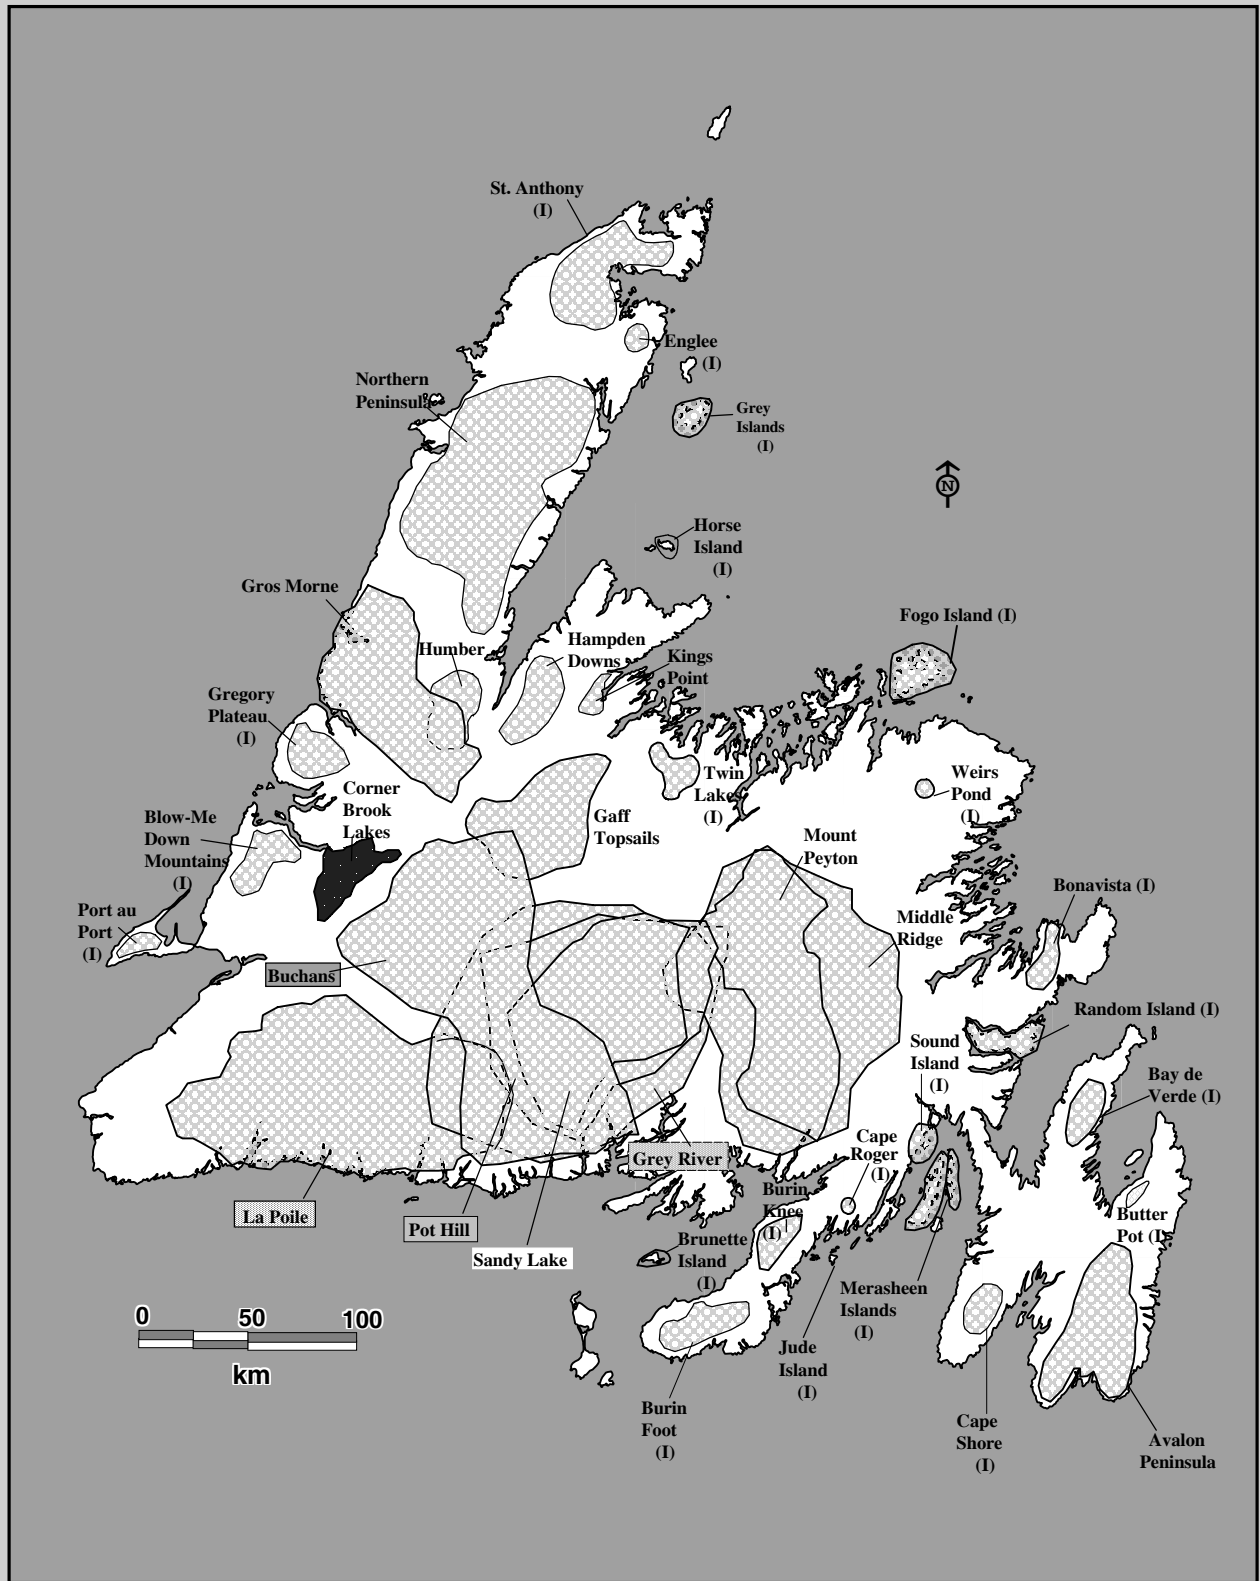 St. Anthony
(I)
Englee
(I)
Northern
Peninsula
Grey
Islands
(I)
N
Horse
Island
(I)
Gros Morne
Fogo Island (I)
Humber
Hampden
Downs
Kings
Point
Gregory
Plateau
(I)
Twin
Lakes
(I)
Weirs
Pond
(I)
Corner
Brook
Lakes
Gaff
Topsails
Blow-Me
Down
Mountains
(I)
Mount
Peyton
Bonavista (I)
Port au
Port
(I)
Middle
Ridge
Buchans
Random Island (I)
Sound
Island
(I)
Bay de
Verde (I)
Cape
Roger
(I)
Grey River
Burin
Knee
(I)
La Poile
Pot Hill
Butter
Pot (I)
Sandy Lake
Brunette
Island
(I)
Merasheen
Islands
(I)
0 50 100
km
Jude
Island
(I)
Burin
Foot
(I)
Cape
Shore
(I)
Avalon
Peninsula